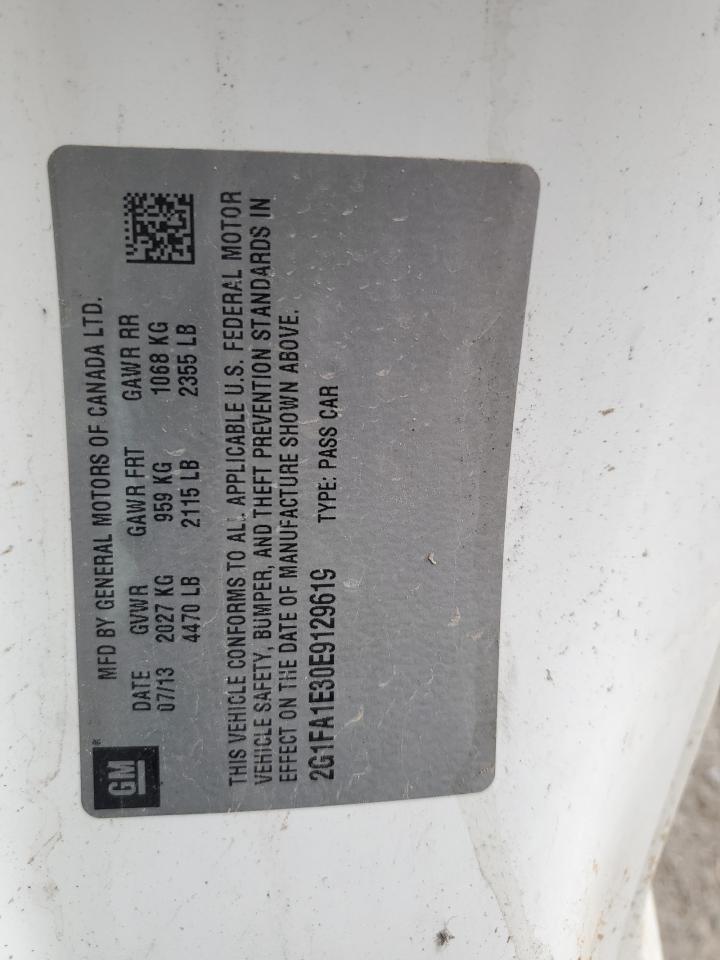 GM ®
MFD BY GENERAL MOTORS OF CANADA LTD.
DATE GVWR GAWR FRT GAWR RR
07/13 2027 KG 959 KG 1068 KG
4470 LB 2115 LB 2355 LB
THIS VEHICLE CONFORMS TO ALL APPLICABLE U.S. FEDERAL MOTOR
VEHICLE SAFETY, BUMPER, AND THEFT PREVENTION STANDARDS IN
EFFECT ON THE DATE OF MANUFACTURE SHOWN ABOVE.
2G1FA1E30E9129619 TYPE: PASS CAR